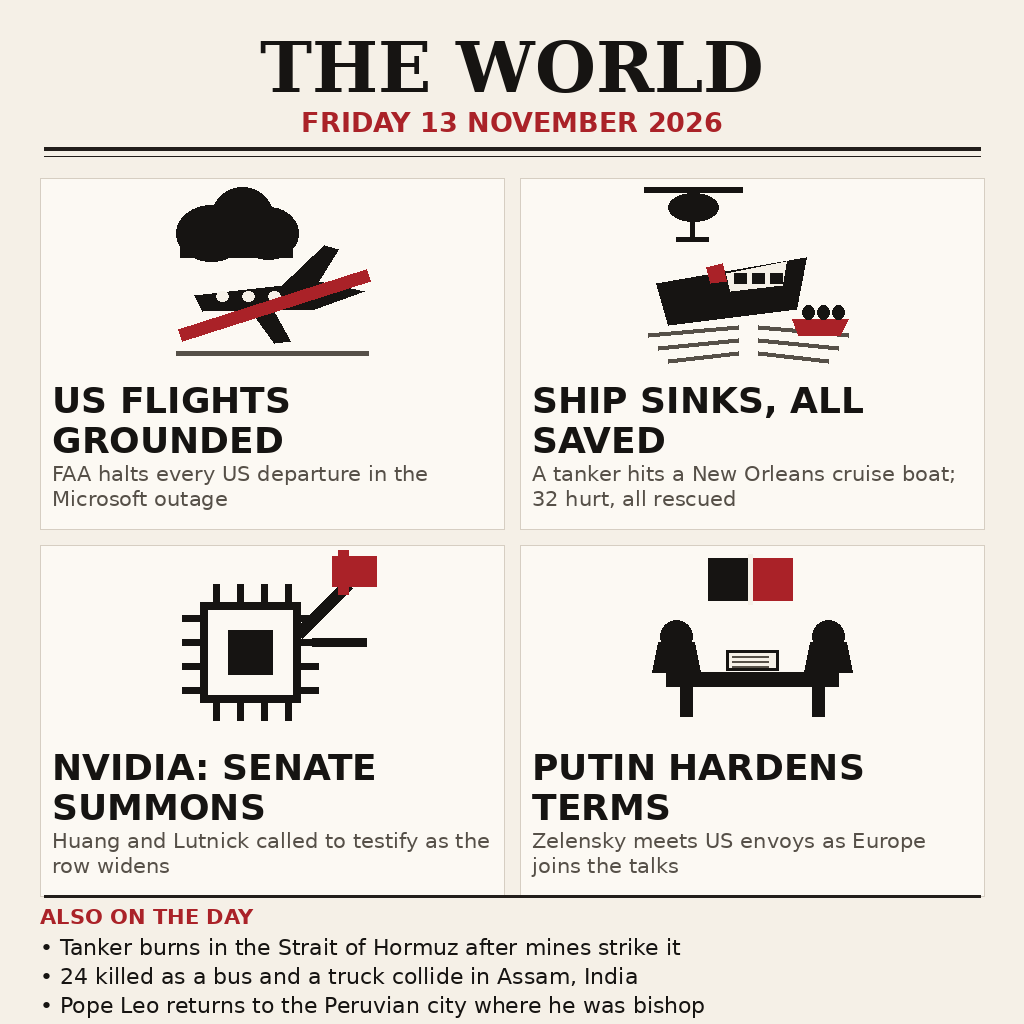 THE WORLD
FRIDAY 13 NOVEMBER 2026
US FLIGHTS
GROUNDED
FAA halts every US departure in the
Microsoft outage
SHIP SINKS, ALL
SAVED
A tanker hits a New Orleans cruise boat;
32 hurt, all rescued
NVIDIA: SENATE
SUMMONS
Huang and Lutnick called to testify as the
row widens
PUTIN HARDENS
TERMS
Zelensky meets US envoys as Europe
joins the talks
ALSO ON THE DAY
• Tanker burns in the Strait of Hormuz after mines strike it
• 24 killed as a bus and a truck collide in Assam, India
• Pope Leo returns to the Peruvian city where he was bishop